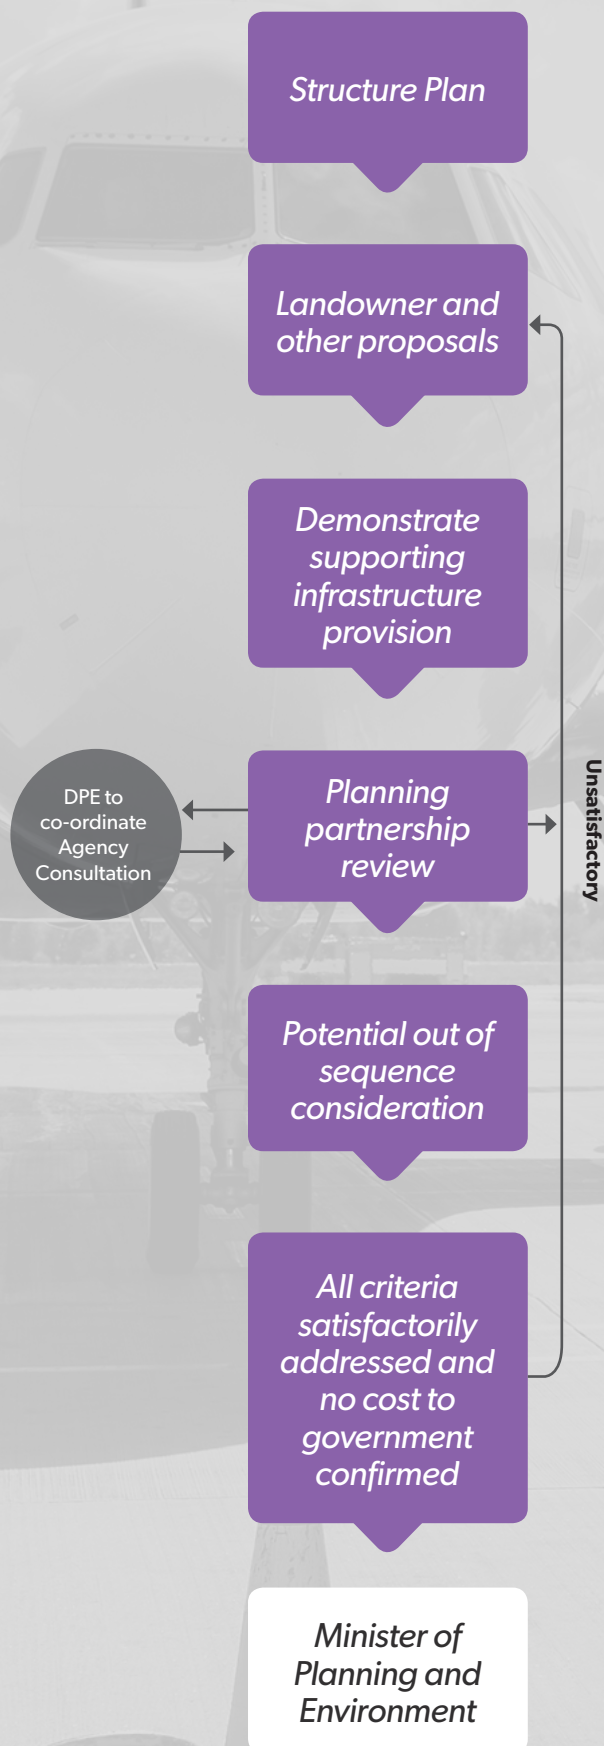 Structure Plan
Landowner and
other proposals
Demonstrate
supporting
infrastructure
provision
DPE to
co-ordinate
Agency
Consultation
Planning
partnership
review
Unsatisfactory
Potential out of
sequence
consideration
All criteria
satisfactorily
addressed and
no cost to
government
confirmed
Minister of
Planning and
Environment